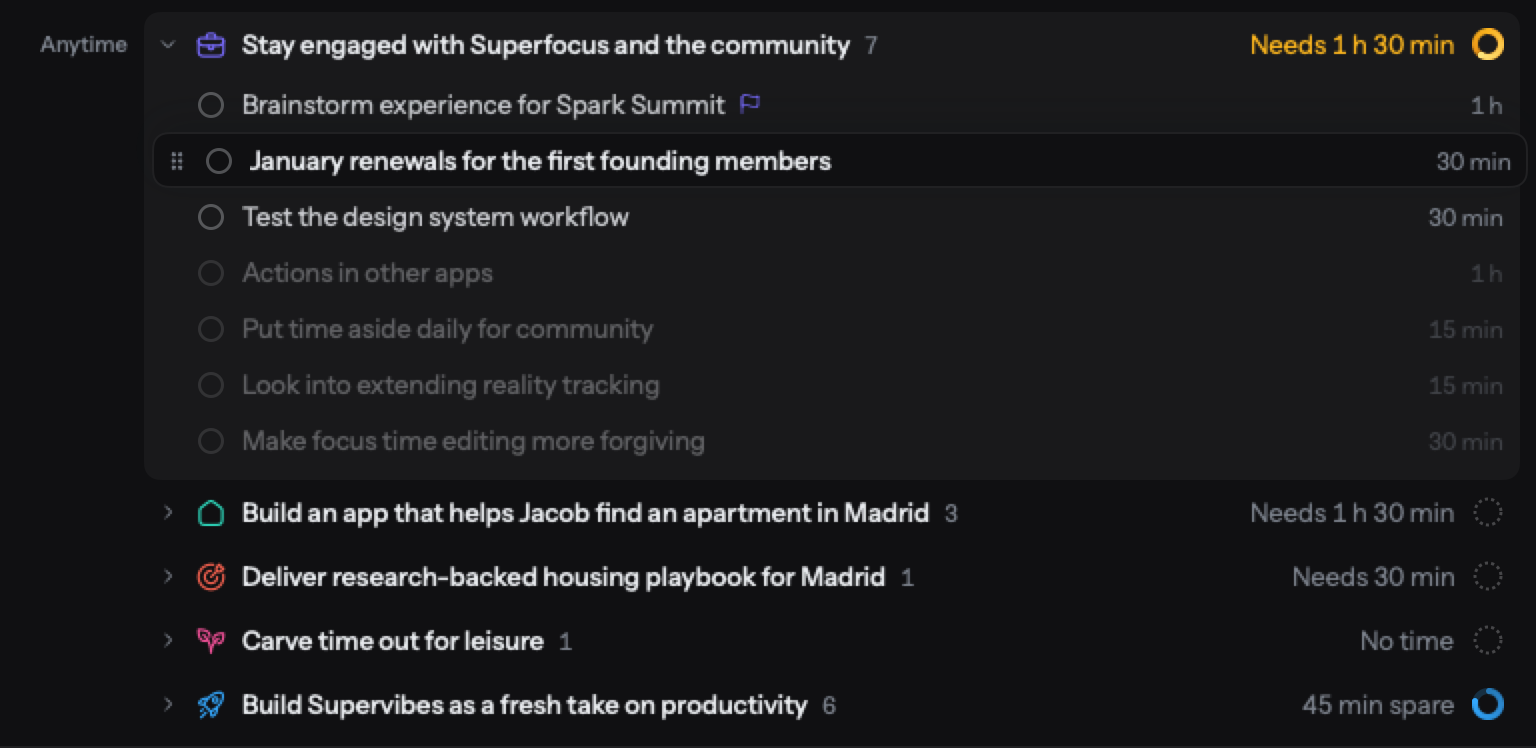 Anytime Stay engaged with Superfocus and the community 7 Needs 1 h 30 min
Brainstorm experience for Spark Summit 1 h
January renewals for the first founding members 30 min
Test the design system workflow 30 min
Actions in other apps 1 h
Put time aside daily for community 15 min
Look into extending reality tracking 15 min
Make focus time editing more forgiving 30 min
Build an app that helps Jacob find an apartment in Madrid 3 Needs 1 h 30 min
Deliver research-backed housing playbook for Madrid 1 Needs 30 min
Carve time out for leisure 1 No time
Build Supervibes as a fresh take on productivity 6 45 min spare